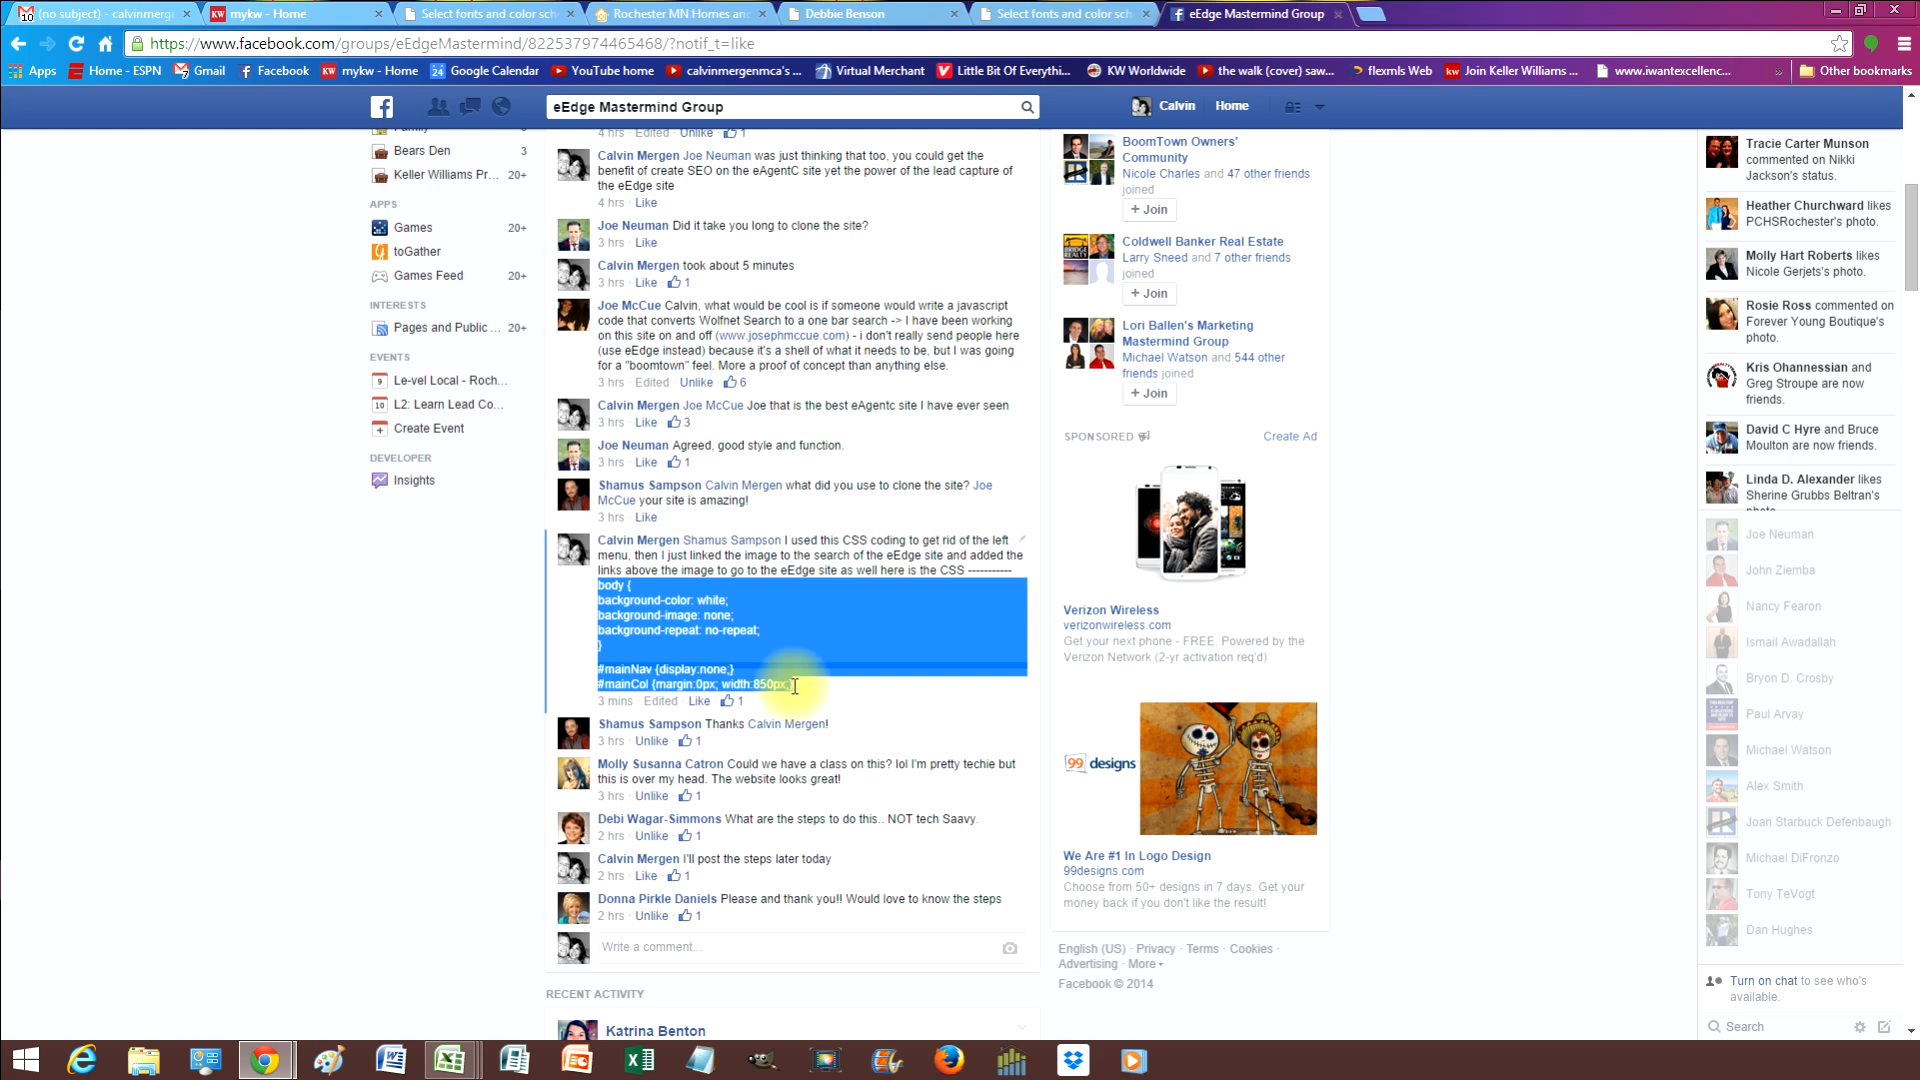 (no subject) - calvinmerge
mykw - Home
Select fonts and color sch
Rochester MN Homes and
Debbie Benson
Select fonts and color sch
eEdge Mastermind Group
https://www.facebook.com/groups/eEdgeMastermind/822537974465468/?notif_t=like
Apps
Home - ESPN
Gmail
Facebook
mykw - Home
Google Calendar
YouTube home
calvinmergenmca's ...
Virtual Merchant
Little Bit Of Everythi...
KW Worldwide
the walk (cover) saw...
flexmls Web
Join Keller Williams ...
www.iwantexcellenc...
Other bookmarks
eEdge Mastermind Group
Calvin
Home
Family
Bears Den 3
Keller Williams Pr... 20+
APPS
Games 20+
toGather
Games Feed 20+
INTERESTS
Pages and Public ... 20+
EVENTS
9 Le-vel Local - Roch...
10 L2: Learn Lead Co...
Create Event
DEVELOPER
Insights
4 hrs · Edited · Unlike · 1
Calvin Mergen Joe Neuman was just thinking that too, you could get the
benefit of create SEO on the eAgentC site yet the power of the lead capture of
the eEdge site
4 hrs · Like
Joe Neuman Did it take you long to clone the site?
3 hrs · Like
Calvin Mergen took about 5 minutes
3 hrs · Like · 1
Joe McCue Calvin, what would be cool is if someone would write a javascript
code that converts Wolfnet Search to a one bar search -> I have been working
on this site on and off (www.josephmccue.com) - i don't really send people here
(use eEdge instead) because it's a shell of what it needs to be, but I was going
for a "boomtown" feel. More a proof of concept than anything else.
3 hrs · Edited · Unlike · 6
Calvin Mergen Joe McCue Joe that is the best eAgentc site I have ever seen
3 hrs · Like · 3
Joe Neuman Agreed, good style and function.
3 hrs · Like · 1
Shamus Sampson Calvin Mergen what did you use to clone the site? Joe
McCue your site is amazing!
3 hrs · Like
Calvin Mergen Shamus Sampson I used this CSS coding to get rid of the left
menu, then I just linked the image to the search of the eEdge site and added the
links above the image to go to the eEdge site as well here is the CSS -----------
body {
background-color: white;
background-image: none;
background-repeat: no-repeat;
}
#mainNav {display:none;}
#mainCol {margin:0px; width:850px;}
3 mins · Edited · Like · 1
Shamus Sampson Thanks Calvin Mergen!
3 hrs · Unlike · 1
Molly Susanna Catron Could we have a class on this? lol I'm pretty techie but
this is over my head. The website looks great!
3 hrs · Unlike · 1
Debi Wagar-Simmons What are the steps to do this.. NOT tech Saavy.
2 hrs · Unlike · 1
Calvin Mergen I'll post the steps later today
2 hrs · Like · 1
Donna Pirkle Daniels Please and thank you!! Would love to know the steps
2 hrs · Unlike · 1
Write a comment...
RECENT ACTIVITY
Katrina Benton
BoomTown Owners'
Community
Nicole Charles and 47 other friends
joined
+ Join
Coldwell Banker Real Estate
Larry Sneed and 7 other friends
joined
+ Join
Lori Ballen's Marketing
Mastermind Group
Michael Watson and 544 other
friends joined
+ Join
SPONSORED
Create Ad
Verizon Wireless
verizonwireless.com
Get your next phone - FREE. Powered by the
Verizon Network (2-yr activation req'd)
99 designs
We Are #1 In Logo Design
99designs.com
Choose from 50+ designs in 7 days. Get your
money back if you don't like the result!
English (US) · Privacy · Terms · Cookies ·
Advertising · More
Facebook © 2014
Tracie Carter Munson
commented on Nikki
Jackson's status.
Heather Churchward likes
PCHSRochester's photo.
Molly Hart Roberts likes
Nicole Gerjets's photo.
Rosie Ross commented on
Forever Young Boutique's
photo.
Kris Ohannessian and
Greg Stroupe are now
friends.
David C Hyre and Bruce
Moulton are now friends.
Linda D. Alexander likes
Sherine Grubbs Beltran's
photo.
Joe Neuman
John Ziemba
Nancy Fearon
Ismail Awadallah
Bryon D. Crosby
Paul Arvay
Michael Watson
Alex Smith
Joan Starbuck Defenbaugh
Michael DiFronzo
Tony TeVogt
Dan Hughes
Turn on chat to see who's
available.
Search